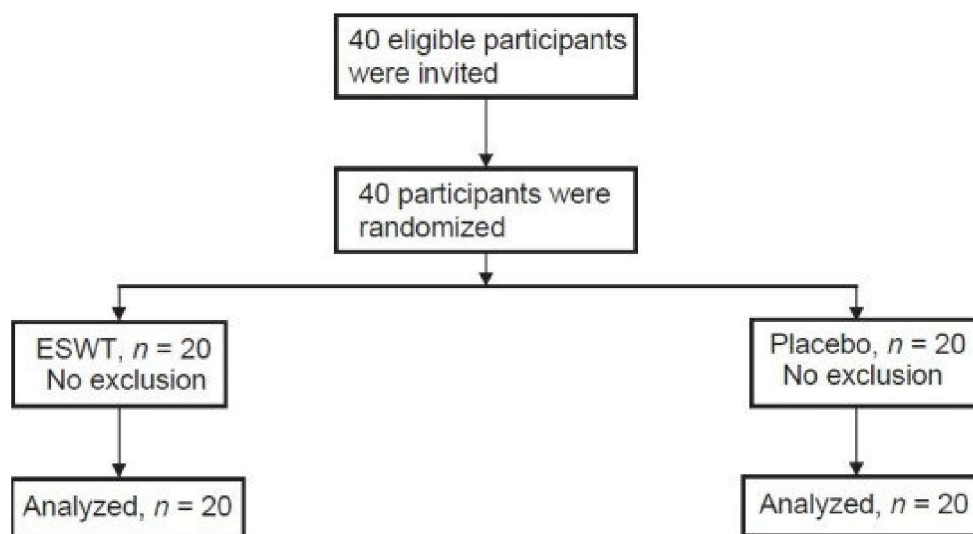 40 eligible participants
were invited
40 participants were
randomized
ESWT, n = 20
No exclusion
Placebo, n = 20
No exclusion
Analyzed, n = 20
Analyzed, n = 20